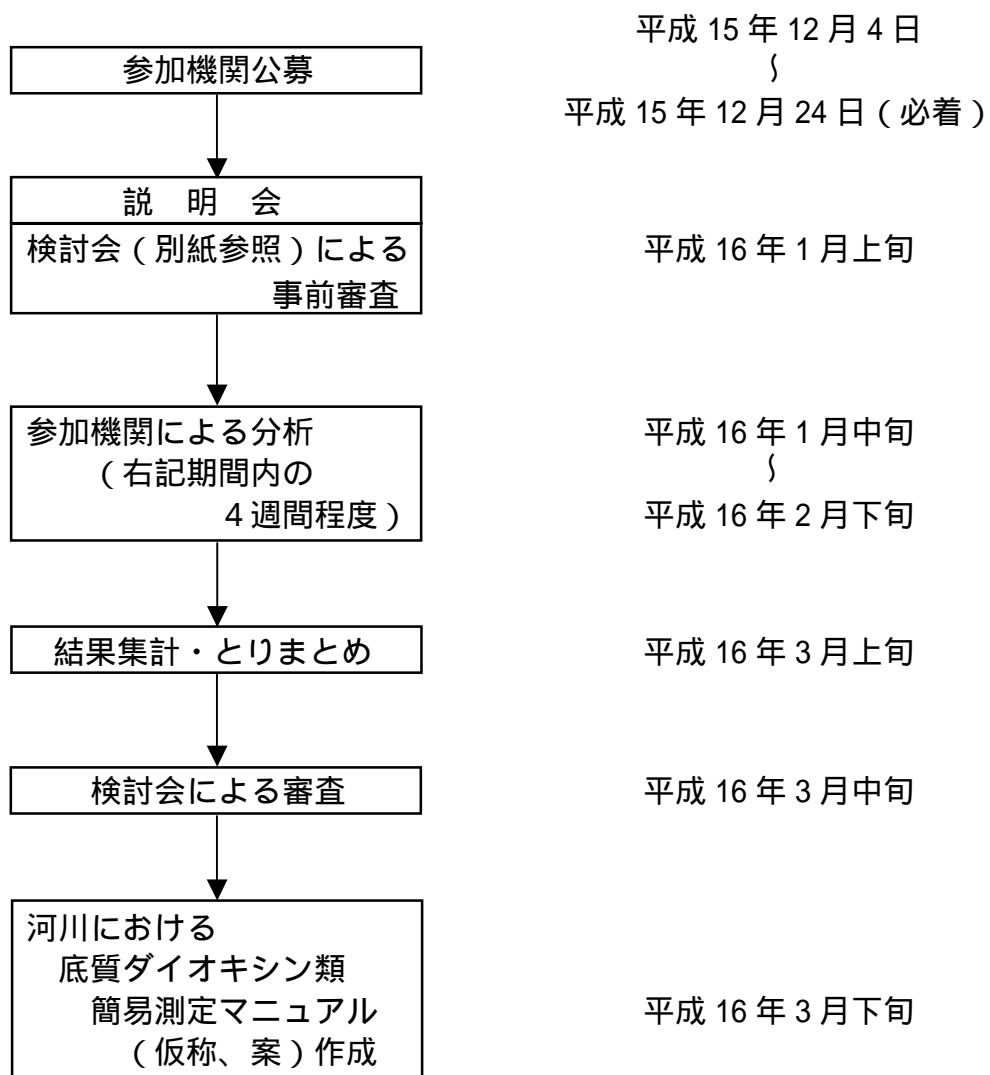 平成 15 年 12 月 4 日
参加機関公募
～
平成 15 年 12 月 24 日（必着）
説 明 会
検討会（別紙参照）による
事前審査
平成 16 年 1 月上旬
参加機関による分析
（右記期間内の
４週間程度）
平成 16 年 1 月中旬
～
平成 16 年 2 月下旬
結果集計・とりまとめ
平成 16 年 3 月上旬
検討会による審査
平成 16 年 3 月中旬
河川における
底質ダイオキシン類
簡易測定マニュアル
（仮称、案）作成
平成 16 年 3 月下旬